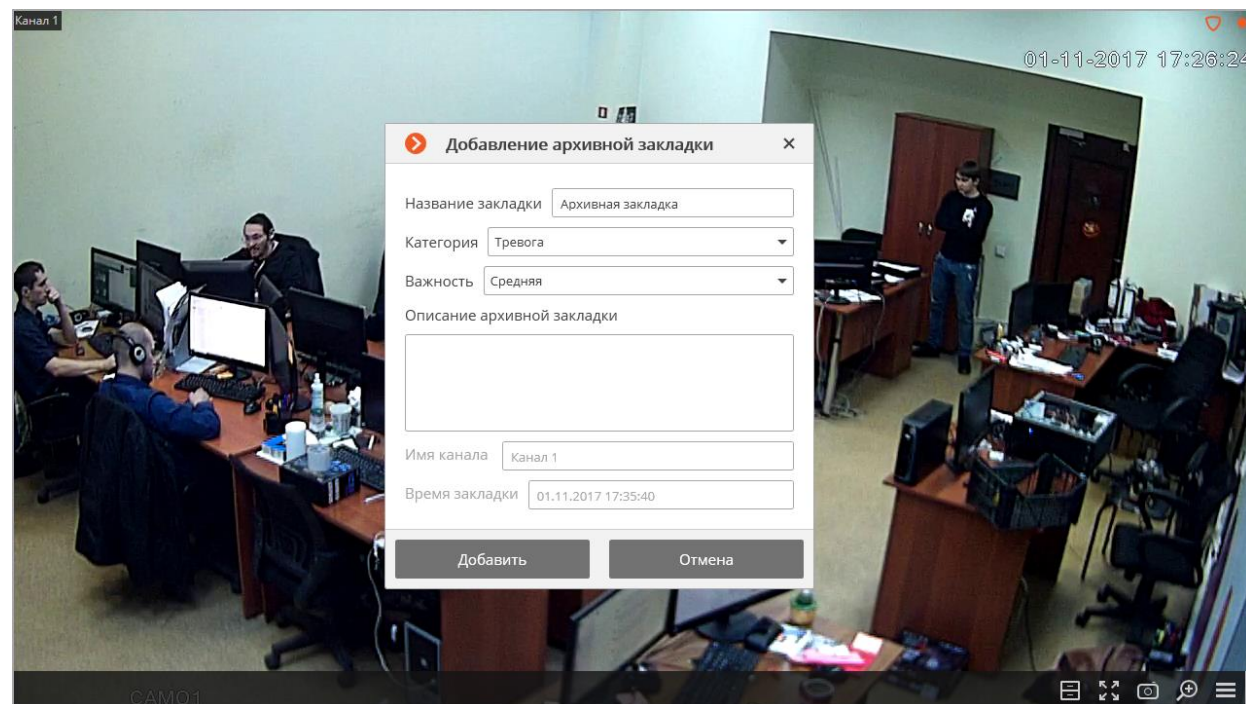 Канал 1
01-11-2017 17:26:24
Добавление архивной закладки
Название закладки Архивная закладка
Категория Тревога
Важность Средняя
Описание архивной закладки
Имя канала Канал 1
Время закладки 01.11.2017 17:35:40
Добавить Отмена
CAM01